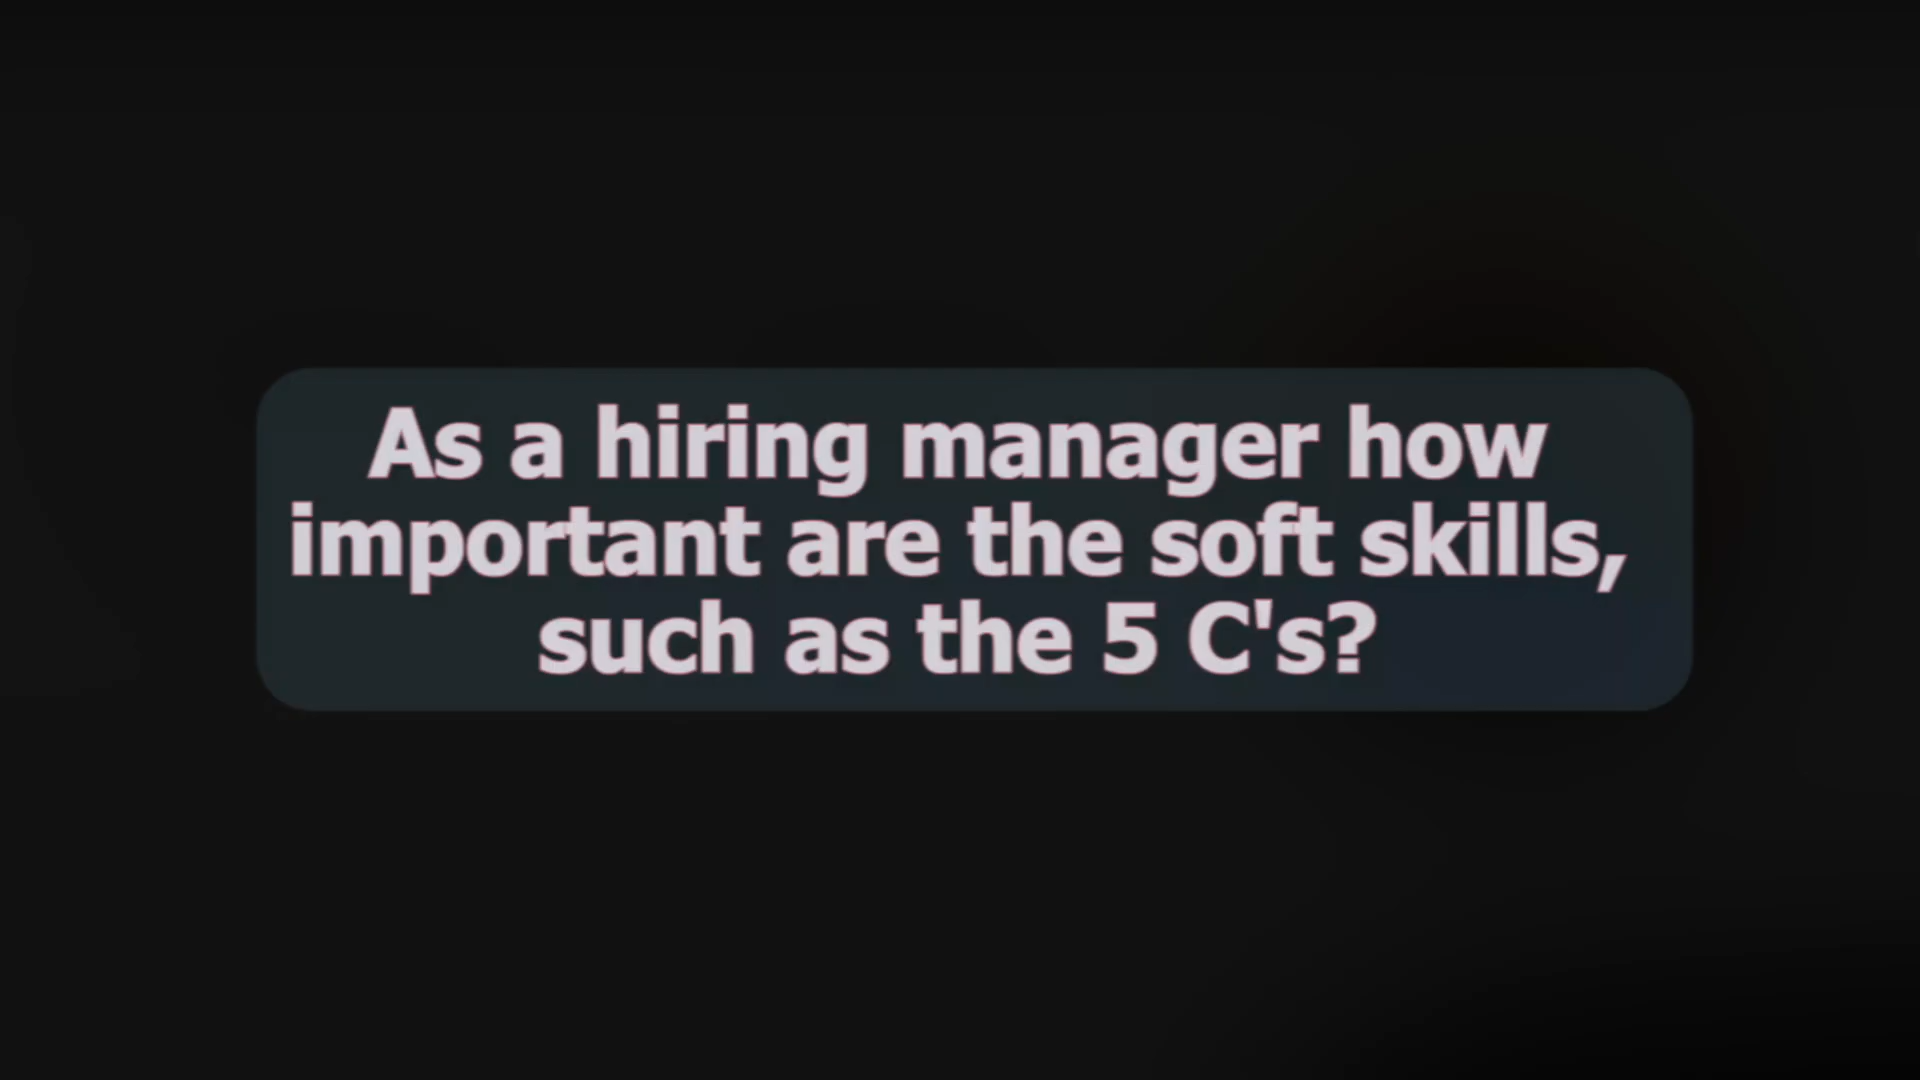 As a hiring manager how
important are the soft skills,
such as the 5 C's?